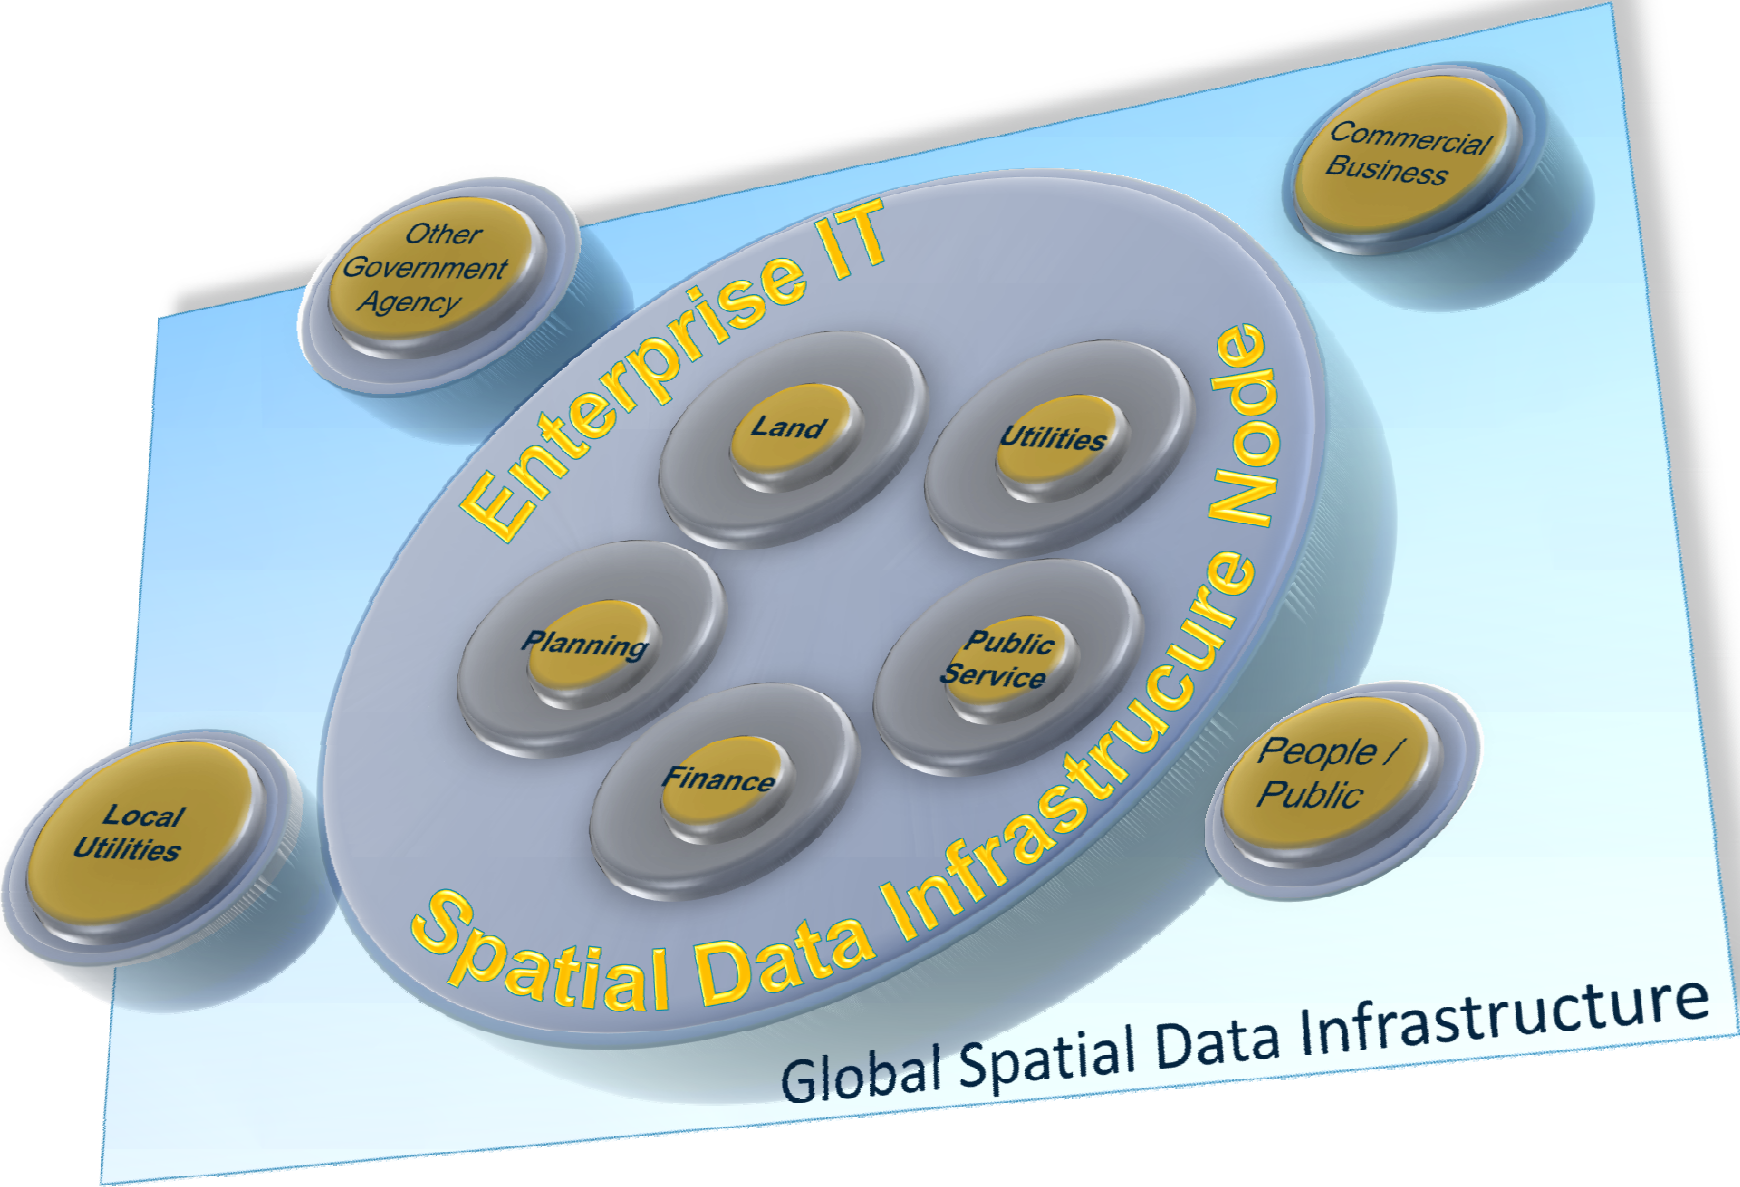 Commercial
Business
Other
Government
Agency
Enterprise IT
Land
Utilities
Planning
Public
Service
Finance
Local
Utilities
People /
Public
Spatial Data Infrastrucure Node
Global Spatial Data Infrastructure